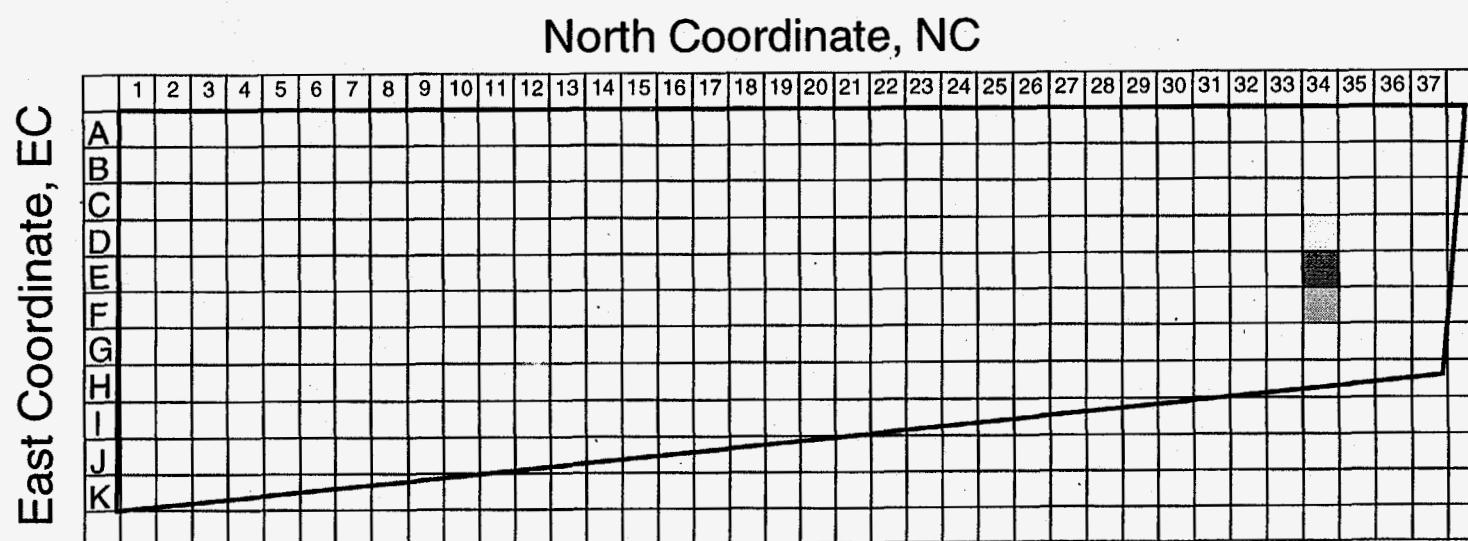 North Coordinate, NC
1 2 3 4 5 6 7 8 9 10 11 12 13 14 15 16 17 18 19 20 21 22 23 24 25 26 27 28 29 30 31 32 33 34 35 36 37
East Coordinate, EC
A
B
C
D
E
F
G
H
I
J
K